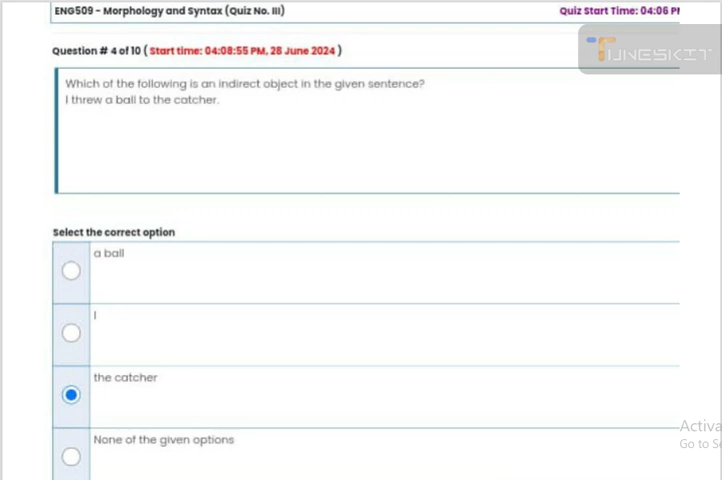 ENG509 - Morphology and Syntax (Quiz No. III)
Quiz Start Time: 04:06
TUNESKIT
Question # 4 of 10 ( Start time: 04:08:55 PM, 28 June 2024 )
Which of the following is an indirect object in the given sentence?
I threw a ball to the catcher.
Select the correct option
a ball
I
the catcher
None of the given options
Activa
Go to S